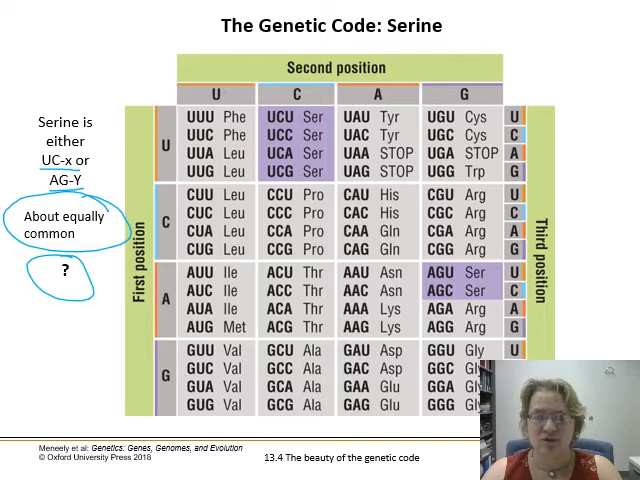 The Genetic Code: Serine
Second position
U C A G
Serine is
either
UC-x or
AG-Y
About equally
common
?
First position
Third position
U
UUU Phe UCU Ser UAU Tyr UGU Cys U
UUC Phe UCC Ser UAC Tyr UGC Cys C
UUA Leu UCA Ser UAA STOP UGA STOP A
UUG Leu UCG Ser UAG STOP UGG Trp G
C
CUU Leu CCU Pro CAU His CGU Arg U
CUC Leu CCC Pro CAC His CGC Arg C
CUA Leu CCA Pro CAA Gln CGA Arg A
CUG Leu CCG Pro CAG Gln CGG Arg G
A
AUU Ile ACU Thr AAU Asn AGU Ser U
AUC Ile ACC Thr AAC Asn AGC Ser C
AUA Ile ACA Thr AAA Lys AGA Arg A
AUG Met ACG Thr AAG Lys AGG Arg G
G
GUU Val GCU Ala GAU Asp GGU Gly U
GUC Val GCC Ala GAC Asp GGC
GUA Val GCA Ala GAA Glu GGA
GUG Val GCG Ala GAG Glu GGG
Meneely et al: Genetics: Genes, Genomes, and Evolution
© Oxford University Press 2018
13.4 The beauty of the genetic code